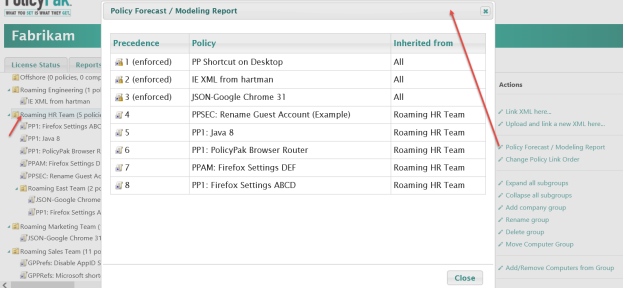 PolicyPak
WHAT YOU SET IS WHAT THEY GET.
Fabrikam
License Status Reports
Offshore (0 policies, 0 comp
Roaming Engineering (1 pol
IE XML from hartman
Roaming HR Team (5 policie
PP1: Firefox Settings ABC
PP1: Java 8
PP1: PolicyPak Browser R
PPAM: Firefox Settings D
PPSEC: Rename Guest Ac
Roaming East Team (2 po
JSON-Google Chrome
PP1: Firefox Settings A
Roaming Marketing Team (
JSON-Google Chrome 31
Roaming Sales Team (11 po
GPPrefs: Disable AppID S
GPPRefs: Microsoft short
Policy Forecast / Modeling Report
Precedence Policy Inherited from
1 (enforced) PP Shortcut on Desktop All
2 (enforced) IE XML from hartman All
3 (enforced) JSON-Google Chrome 31 All
4 PPSEC: Rename Guest Account (Example) Roaming HR Team
5 PP1: Java 8 Roaming HR Team
6 PP1: PolicyPak Browser Router Roaming HR Team
7 PPAM: Firefox Settings DEF Roaming HR Team
8 PP1: Firefox Settings ABCD Roaming HR Team
Close
Actions
Link XML here...
Upload and link a new XML here...
Policy Forecast / Modeling Report
Change Policy Link Order
Expand all subgroups
Collapse all subgroups
Add company group
Rename group
Delete group
Move Computer Group
Add/Remove Computers from Group